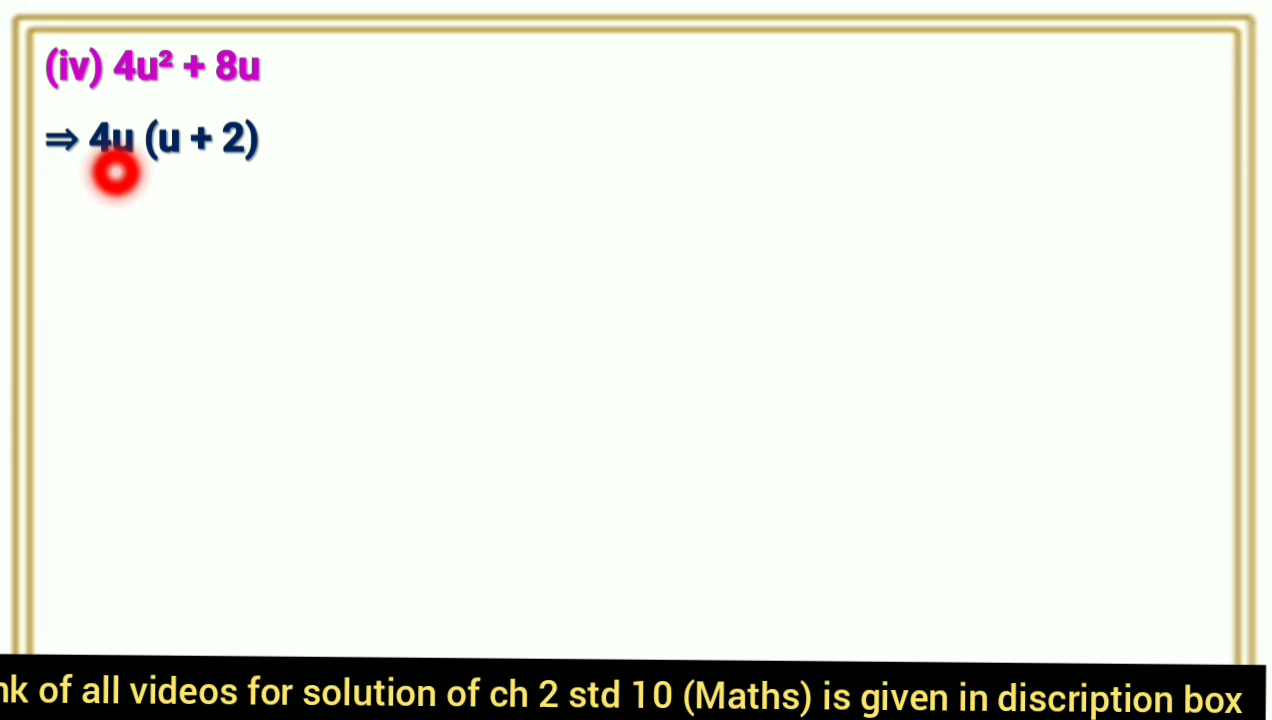 (iv) 4u² + 8u
⇒ 4u (u + 2)
of all videos for solution of ch 2 std 10 (Maths) is given in discription box